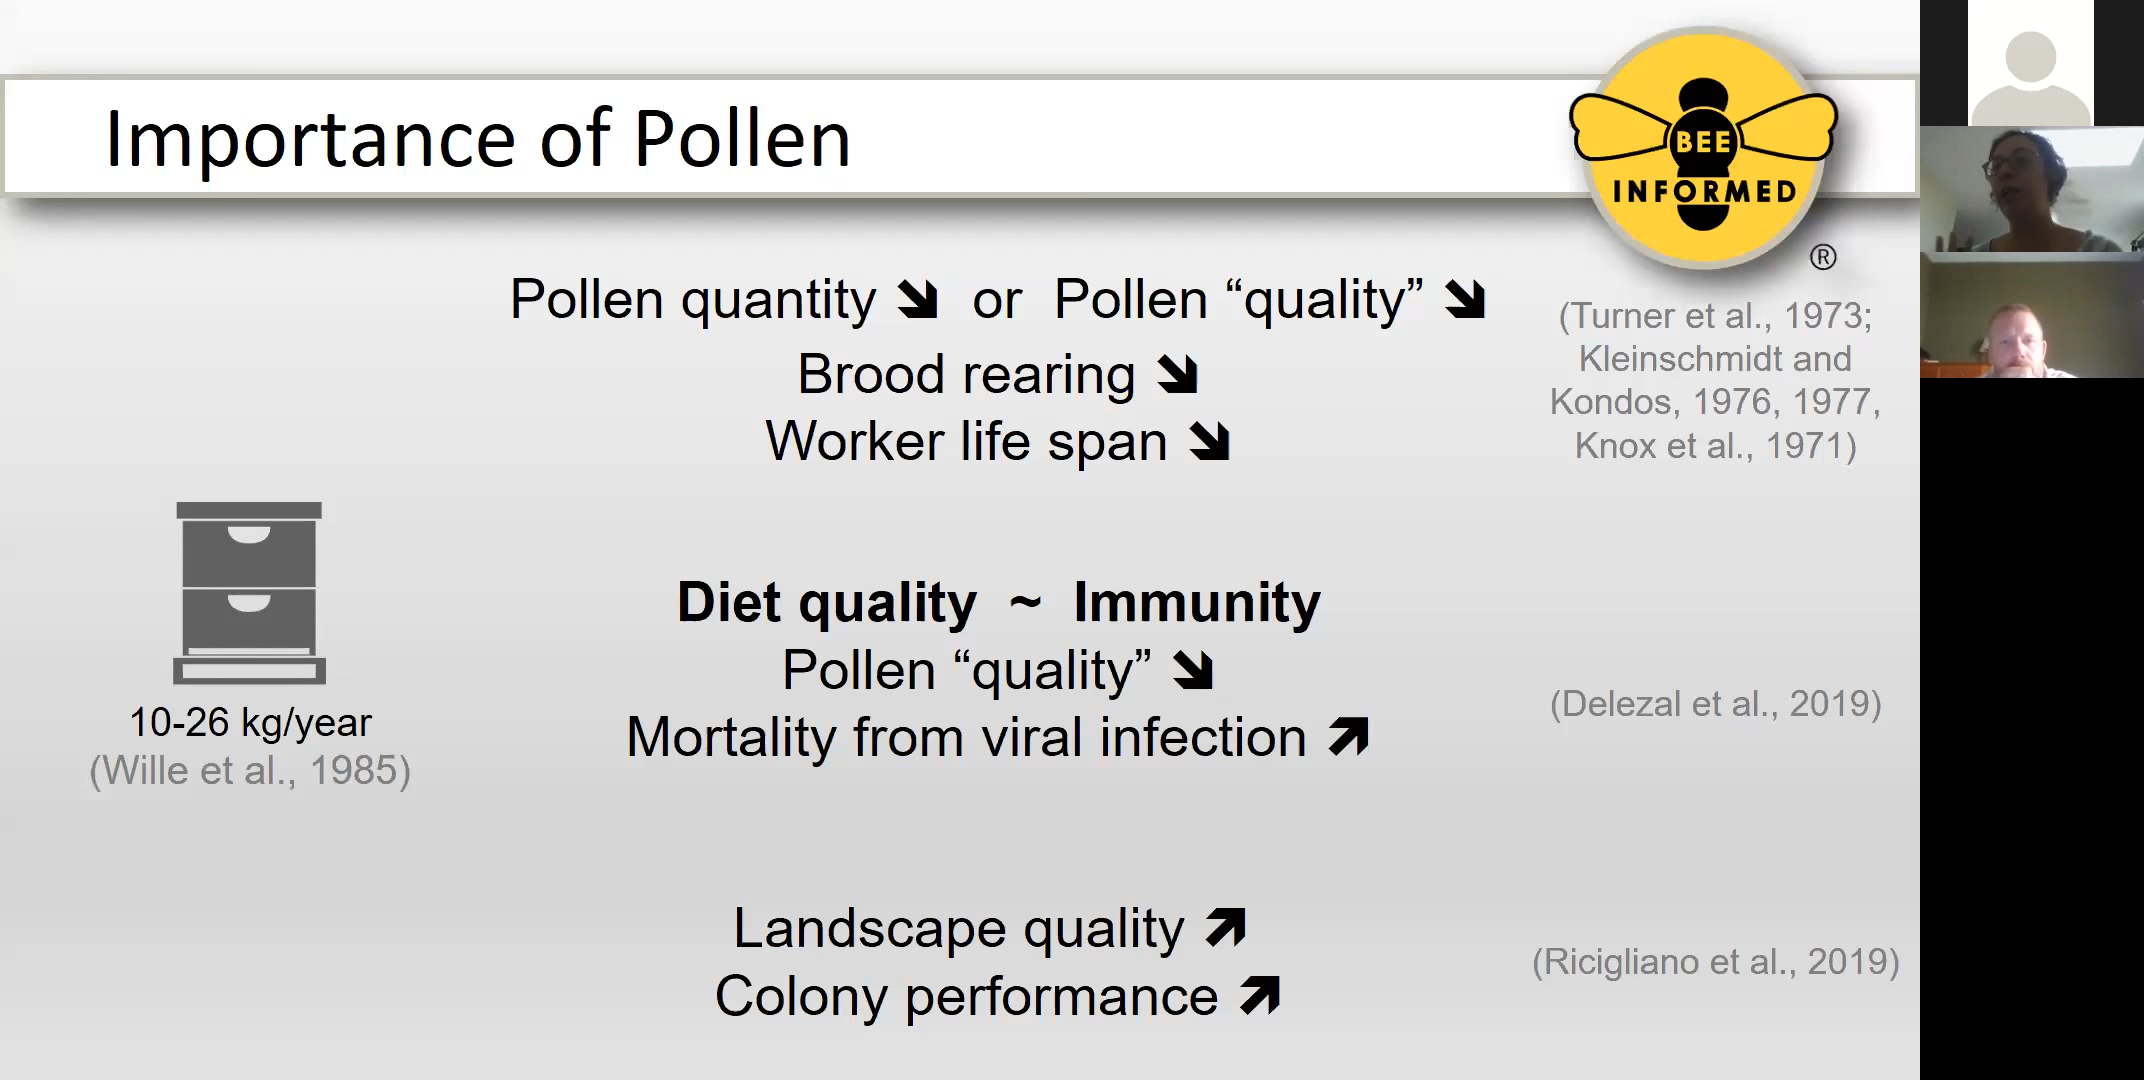 Importance of Pollen
BEE
INFORMED
®
Pollen quantity ↘ or Pollen “quality” ↘
Brood rearing ↘
Worker life span ↘
(Turner et al., 1973;
Kleinschmidt and
Kondos, 1976, 1977,
Knox et al., 1971)
10-26 kg/year
(Wille et al., 1985)
Diet quality ~ Immunity
Pollen “quality” ↘
Mortality from viral infection ↗
(Delezal et al., 2019)
Landscape quality ↗
Colony performance ↗
(Ricigliano et al., 2019)